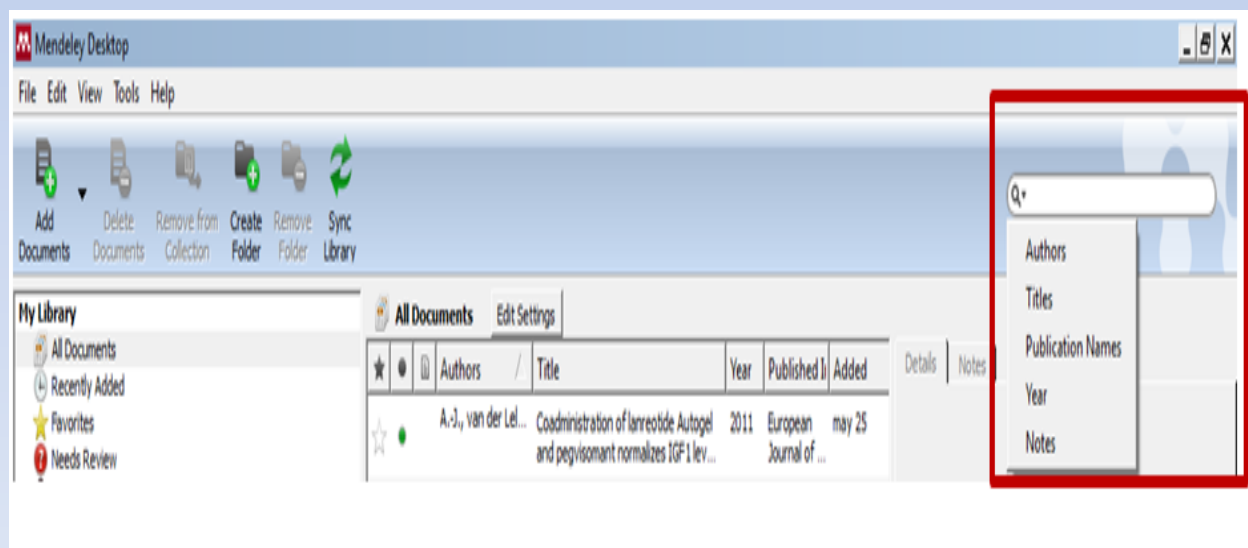 Mendeley Desktop
File Edit View Tools Help
Add Documents
Delete Documents
Remove from Collection
Create Folder
Remove Folder
Sync Library
Authors
Titles
Publication Names
Year
Notes
My Library
All Documents
Recently Added
Favorites
Needs Review
All Documents Edit Settings
Authors Title Year Published I Added
A.-J., van der Lel... Coadministration of lanreotide Autogel 2011 European may 25
and pegvisomant normalizes IGF1 lev... Journal of ...
Details Notes